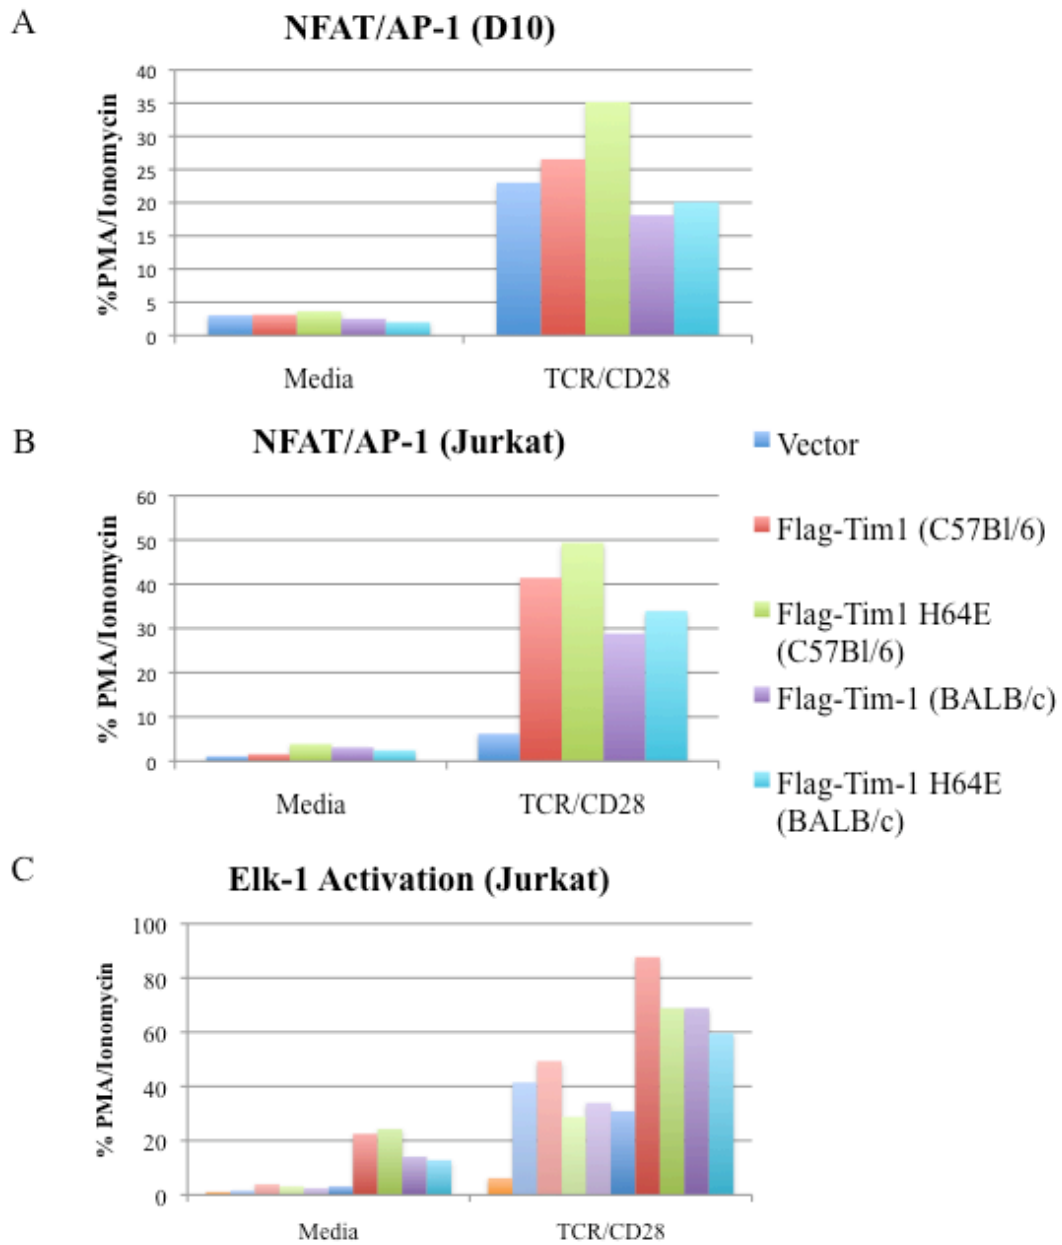 A
NFAT/AP-1 (D10)
%PMA/Ionomycin
40
35
30
25
20
15
10
5
0
Media
TCR/CD28
B
NFAT/AP-1 (Jurkat)
% PMA/Ionomycin
60
50
40
30
20
10
0
Media
TCR/CD28
Vector
Flag-Tim1 (C57Bl/6)
Flag-Tim1 H64E
(C57Bl/6)
Flag-Tim-1 (BALB/c)
Flag-Tim-1 H64E
(BALB/c)
C
Elk-1 Activation (Jurkat)
% PMA/Ionomycin
100
80
60
40
20
0
Media
TCR/CD28